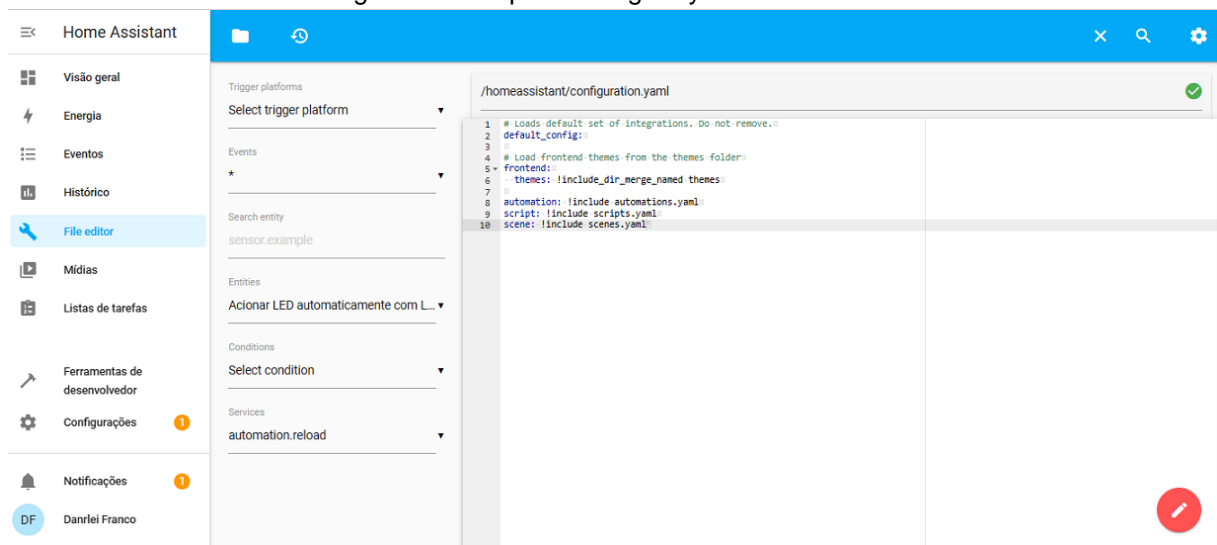 Home Assistant
Visão geral
Energia
Eventos
Histórico
File editor
Mídias
Listas de tarefas
Ferramentas de
desenvolvedor
Configurações 1
Notificações 1
DF Danrlei Franco
Trigger platforms
Select trigger platform
Events
*
Search entity
sensor.example
Entities
Acionar LED automaticamente com L...
Conditions
Select condition
Services
automation.reload
/homeassistant/configuration.yaml
1 # Loads default set of integrations. Do not remove.
2 default_config:
3
4 # Load frontend themes from the themes folder
5 frontend:
6   themes: !include_dir_merge_named themes
7
8 automation: !include automations.yaml
9 script: !include scripts.yaml
10 scene: !include scenes.yaml